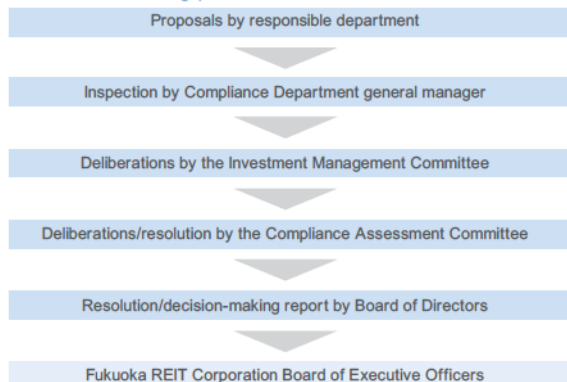 Proposals by responsible department
Inspection by Compliance Department general manager
Deliberations by the Investment Management Committee
Deliberations/resolution by the Compliance Assessment Committee
Resolution/decision-making report by Board of Directors
Fukuoka REIT Corporation Board of Executive Officers